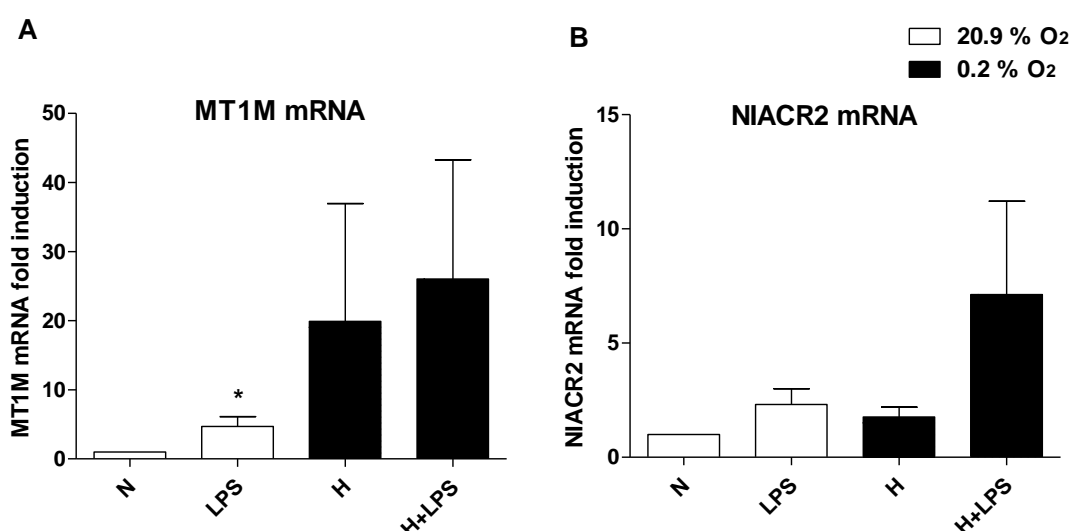 A
MT1M mRNA
MT1M mRNA fold induction
50
40
30
20
10
0
*
N
LPS
H
H+LPS
B
20.9 % O2
0.2 % O2
NIACR2 mRNA
NIACR2 mRNA fold induction
15
10
5
0
N
LPS
H
H+LPS